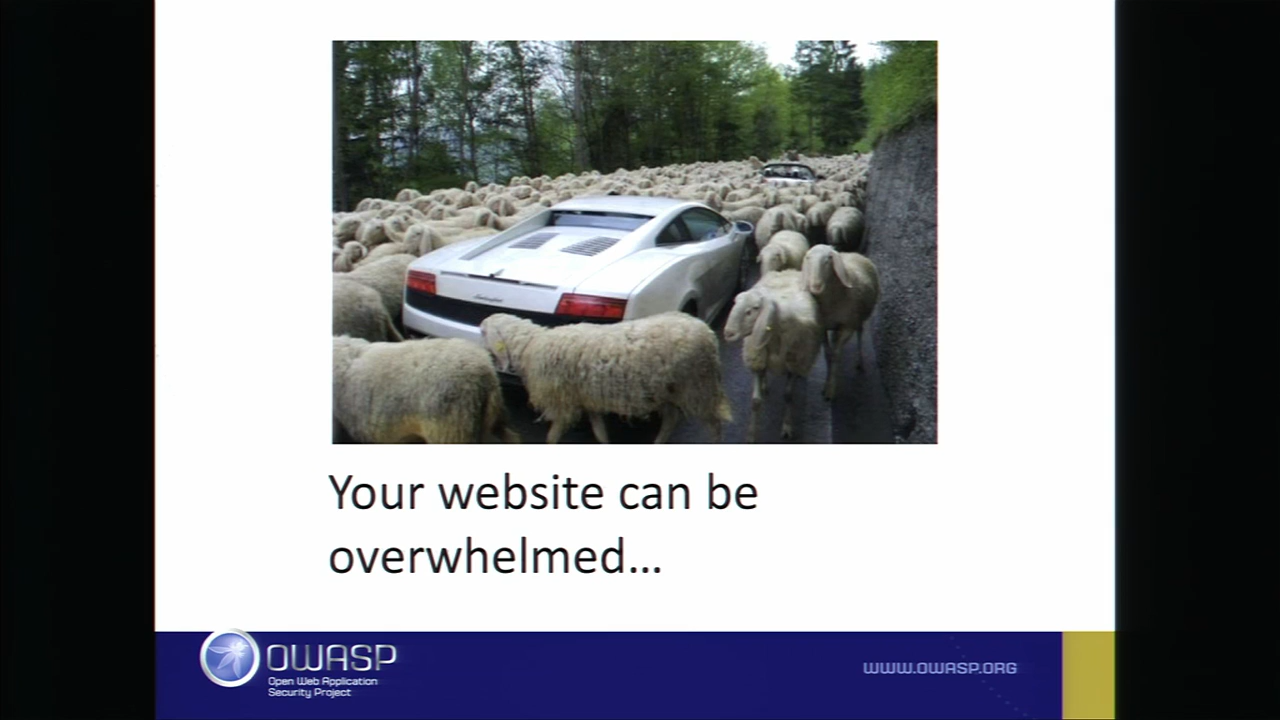 Your website can be
overwhelmed...
OWASP
Open Web Application
Security Project
WWW.OWASP.ORG